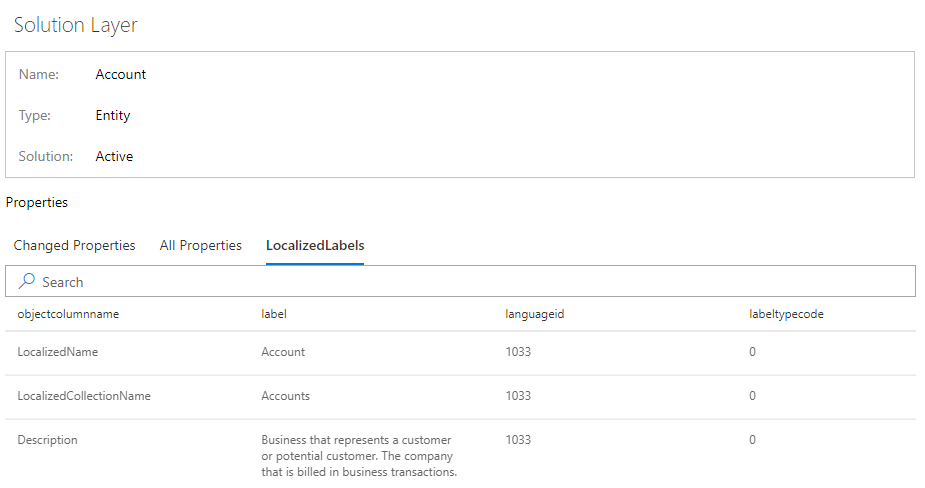 Solution Layer
Name: Account
Type: Entity
Solution: Active
Properties
Changed Properties All Properties LocalizedLabels
Search
objectcolumnname label languageid labeltypecode
LocalizedName Account 1033 0
LocalizedCollectionName Accounts 1033 0
Description Business that represents a customer 1033 0
or potential customer. The company
that is billed in business transactions.